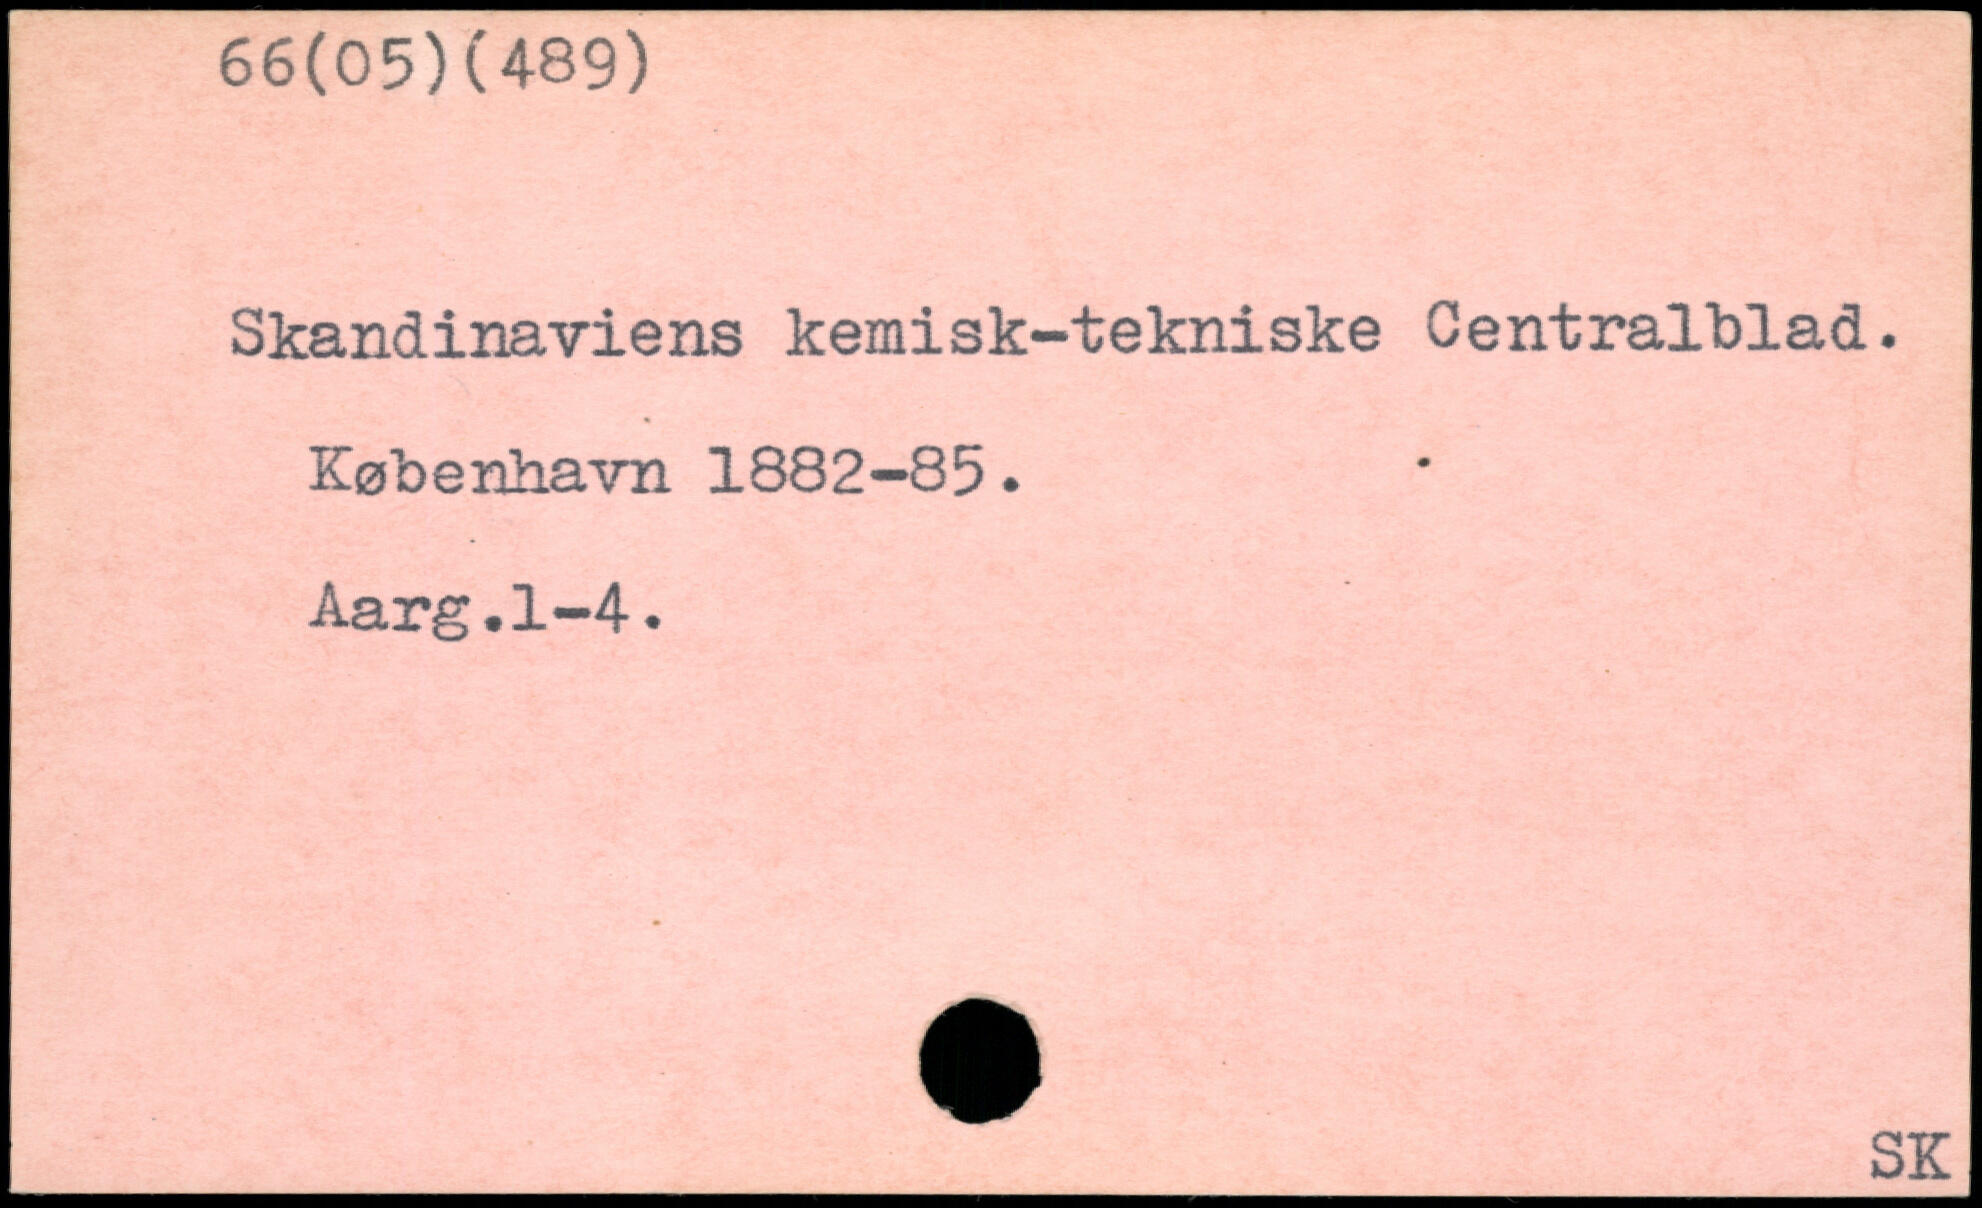 66(05)(489)
Skandinaviens kemisk-tekniske Centralblad.
København 1882-85.
Aarg.1-4.
SK